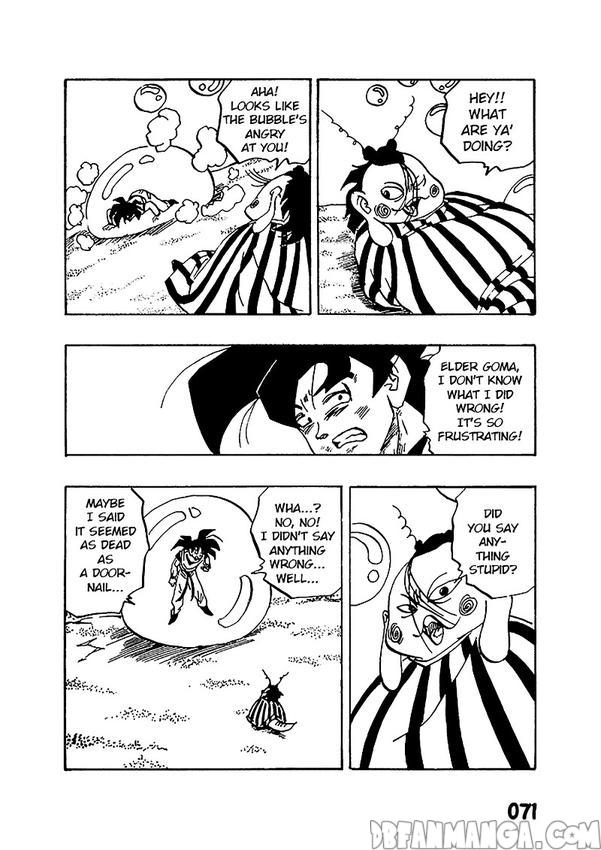 HEY!!
WHAT
ARE YA'
DOING?
AHA!
LOOKS LIKE
THE BUBBLE'S
ANGRY
AT YOU!
ELDER GOMA,
I DON'T KNOW
WHAT I DID
WRONG!
IT'S SO
FRUSTRATING!
DID
YOU SAY
ANY-
THING
STUPID?
WHA...?
NO, NO!
I DIDN'T SAY
ANYTHING
WRONG...
WELL...
MAYBE
I SAID
IT SEEMED
AS DEAD
AS
A DOOR-
NAIL...
071
DBFANMANGA.COM